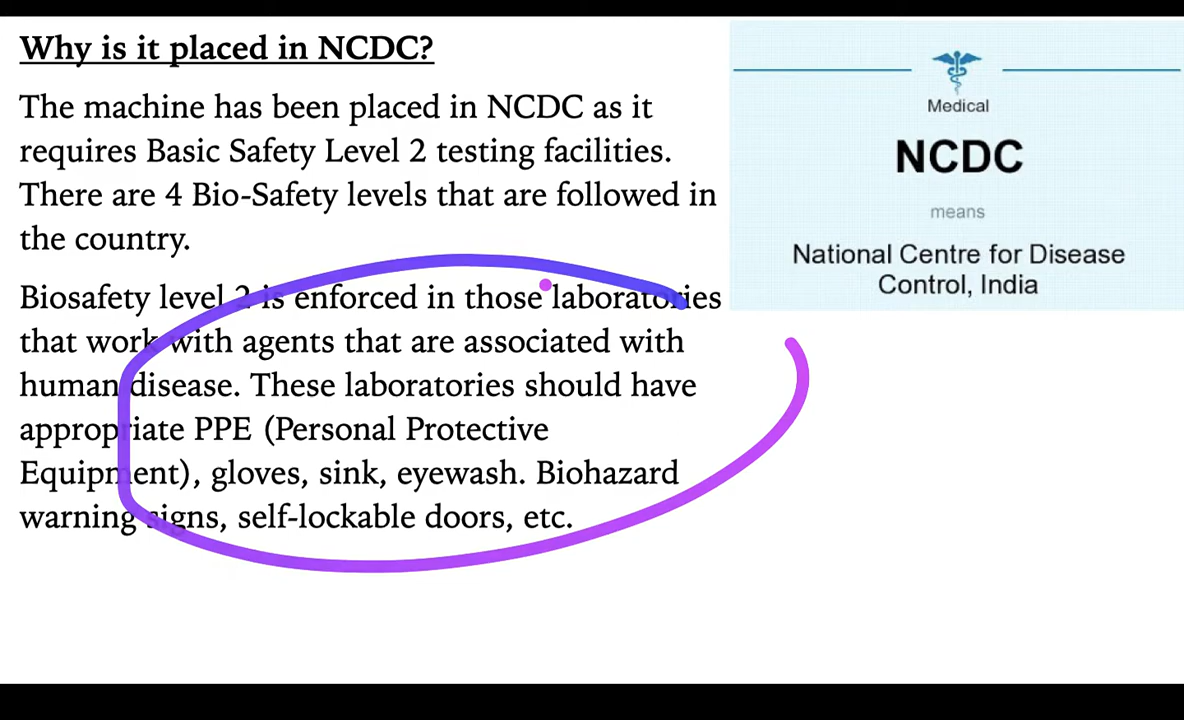 Why is it placed in NCDC?
The machine has been placed in NCDC as it
requires Basic Safety Level 2 testing facilities.
There are 4 Bio-Safety levels that are followed in
the country.
Biosafety level 2 is enforced in those laboratories
that work with agents that are associated with
human disease. These laboratories should have
appropriate PPE (Personal Protective
Equipment), gloves, sink, eyewash. Biohazard
warning signs, self-lockable doors, etc.
Medical
NCDC
means
National Centre for Disease
Control, India